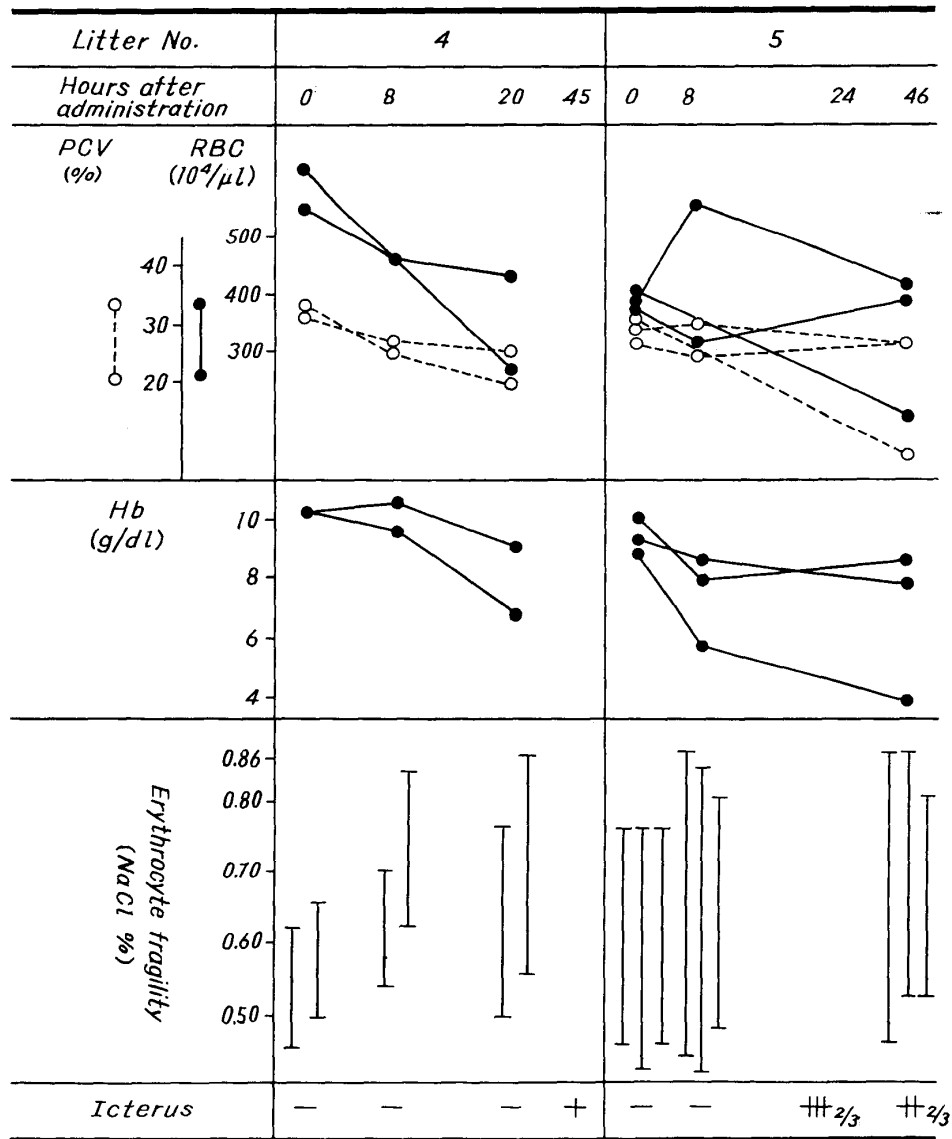 Litter No. 4 5
Hours after administration 0 8 20 45 0 8 24 46
PCV (%) RBC (10⁴/μl)
500
40
400
30
300
20
Hb (g/dl)
10
8
6
4
Erythrocyte fragility (NaCl %)
0.86
0.80
0.70
0.60
0.50
Icterus − − − + − − ⧻ 2/3 ⧺ 2/3